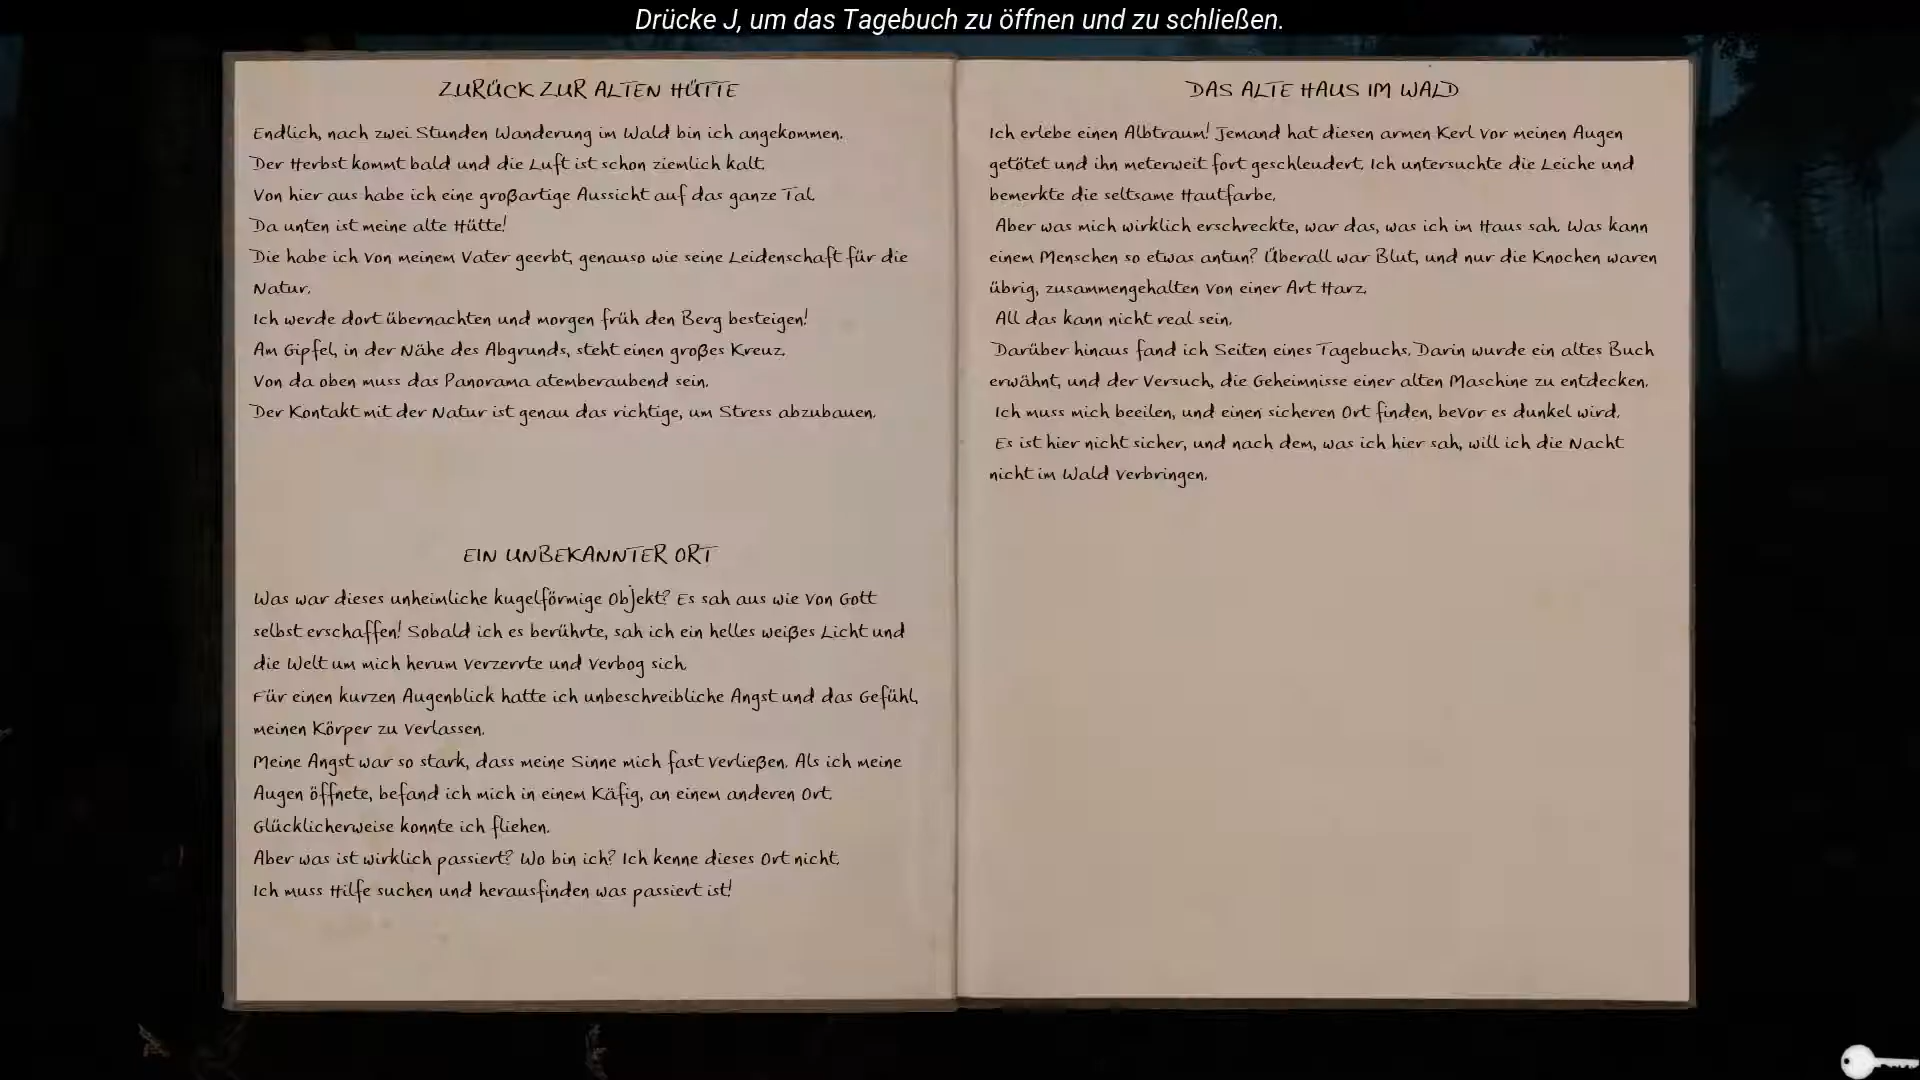 Drücke J, um das Tagebuch zu öffnen und zu schließen.
ZURÜCK ZUR ALTEN HÜTTE
Endlich, nach zwei Stunden Wanderung im Wald bin ich angekommen.
Der Herbst kommt bald und die Luft ist schon ziemlich kalt.
Von hier aus habe ich eine großartige Aussicht auf das ganze Tal.
Da unten ist meine alte Hütte!
Die habe ich von meinem Vater geerbt, genauso wie seine Leidenschaft für die
Natur.
Ich werde dort übernachten und morgen früh den Berg besteigen!
Am Gipfel, in der Nähe des Abgrunds, steht einen großes Kreuz.
Von da oben muss das Panorama atemberaubend sein.
Der Kontakt mit der Natur ist genau das richtige, um Stress abzubauen.
EIN UNBEKANNTER ORT
Was war dieses unheimliche kugelförmige Objekt? Es sah aus wie von Gott
selbst erschaffen! Sobald ich es berührte, sah ich ein helles weißes Licht und
die Welt um mich herum verzerrte und verbog sich.
Für einen kurzen Augenblick hatte ich unbeschreibliche Angst und das Gefühl,
meinen Körper zu verlassen.
Meine Angst war so stark, dass meine Sinne mich fast verließen. Als ich meine
Augen öffnete, befand ich mich in einem Käfig, an einem anderen Ort.
Glücklicherweise konnte ich fliehen.
Aber was ist wirklich passiert? Wo bin ich? Ich kenne dieses Ort nicht.
Ich muss Hilfe suchen und herausfinden was passiert ist!
DAS ALTE HAUS IM WALD
Ich erlebe einen Albtraum! Jemand hat diesen armen Kerl vor meinen Augen
getötet und ihn meterweit fort geschleudert. Ich untersuchte die Leiche und
bemerkte die seltsame Hautfarbe.
Aber was mich wirklich erschreckte, war das, was ich im Haus sah. Was kann
einem Menschen so etwas antun? Überall war Blut, und nur die Knochen waren
übrig, zusammengehalten von einer Art Harz.
All das kann nicht real sein.
Darüber hinaus fand ich Seiten eines Tagebuchs. Darin wurde ein altes Buch
erwähnt, und der Versuch, die Geheimnisse einer alten Maschine zu entdecken.
Ich muss mich beeilen, und einen sicheren Ort finden, bevor es dunkel wird.
Es ist hier nicht sicher, und nach dem, was ich hier sah, will ich die Nacht
nicht im Wald verbringen.